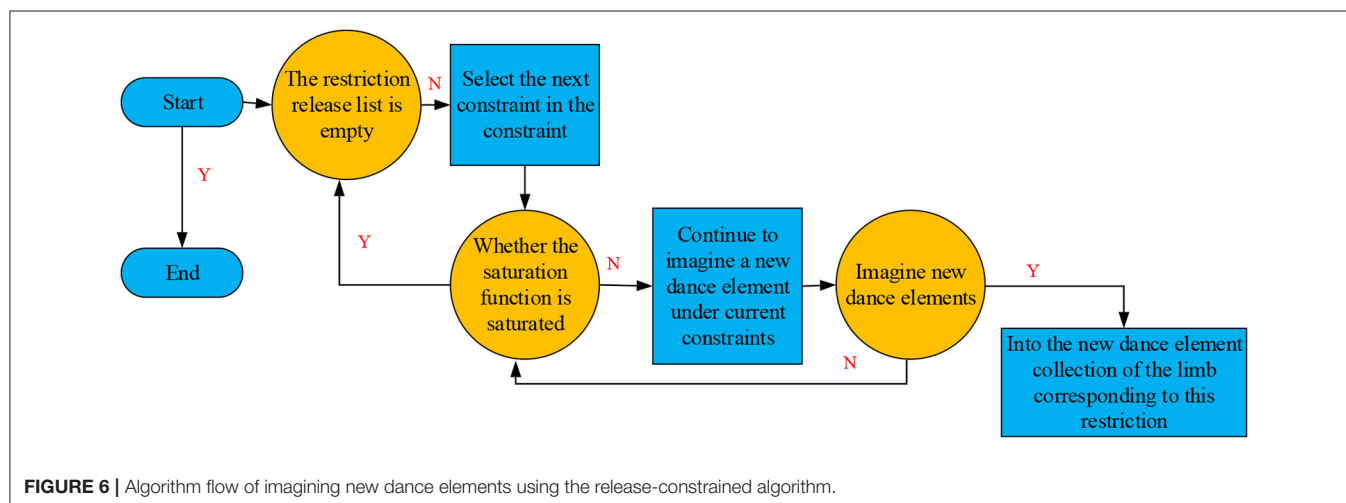 Start
Y
End
The restriction
release list is
empty
N
Select the next
constraint in the
constraint
Y
Whether the
saturation
function is
saturated
N
Continue to
imagine a new
dance element
under current
constraints
Imagine new
dance elements
Y
N
Into the new dance element
collection of the limb
corresponding to this
restriction
FIGURE 6 | Algorithm flow of imagining new dance elements using the release-constrained algorithm.